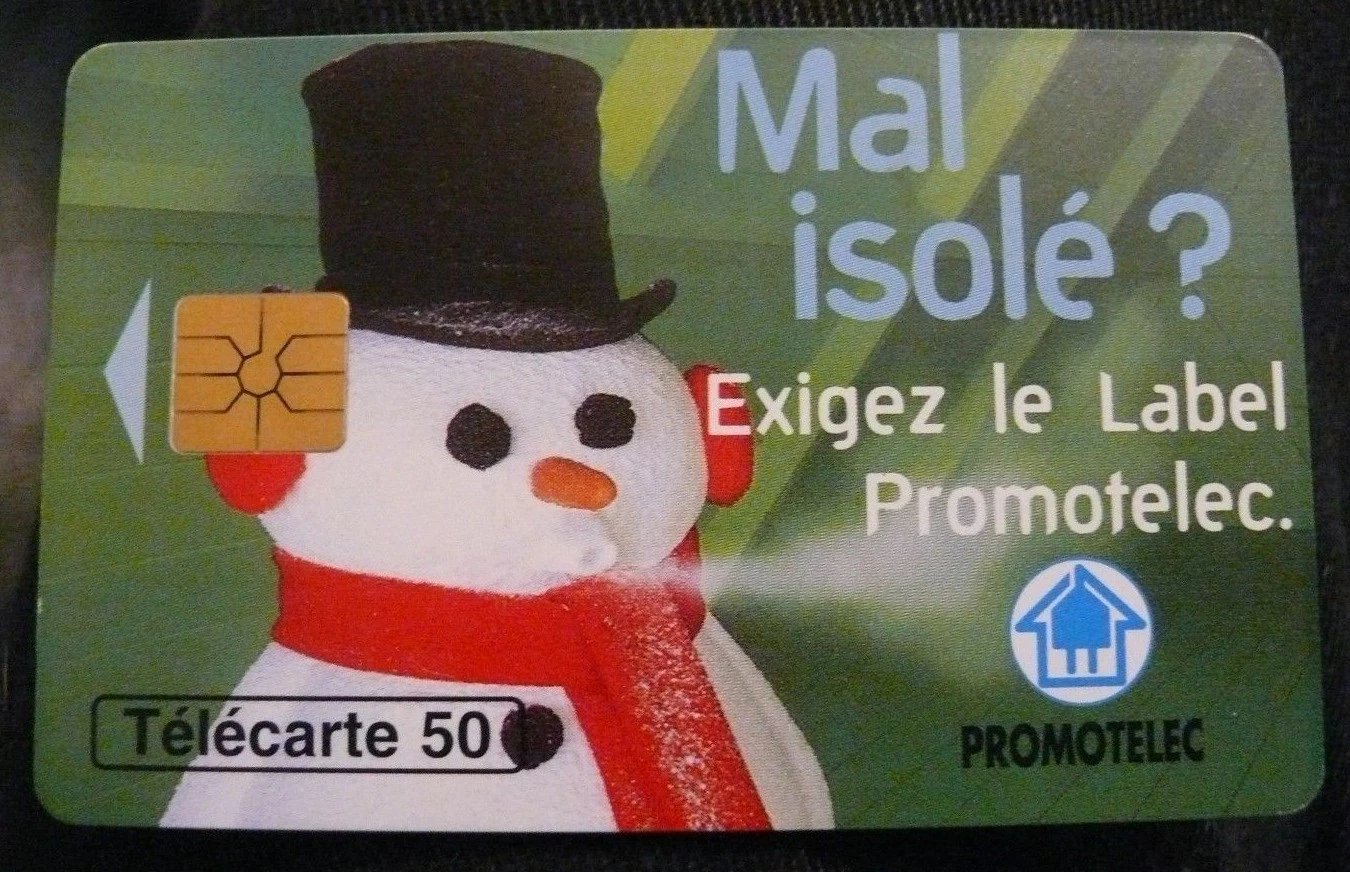 Mal
isolé ?
Exigez le Label
Promotelec.
PROMOTELEC
Télécarte 50